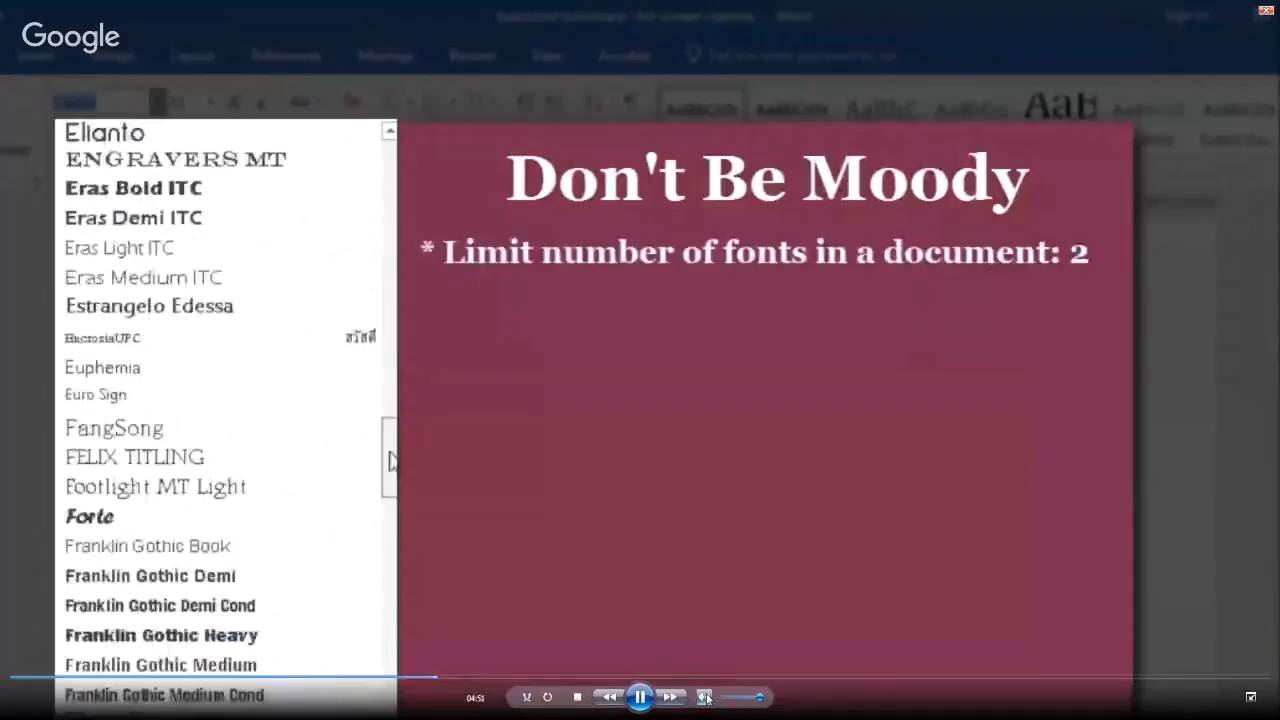 Google
Elianto
ENGRAVERS MT
Eras Bold ITC
Eras Demi ITC
Eras Light ITC
Eras Medium ITC
Estrangelo Edessa
EucrosiaUPC สวัสดี
Euphemia
Euro Sign
FangSong
FELIX TITLING
Footlight MT Light
Forte
Franklin Gothic Book
Franklin Gothic Demi
Franklin Gothic Demi Cond
Franklin Gothic Heavy
Franklin Gothic Medium
Franklin Gothic Medium Cond
Don't Be Moody
* Limit number of fonts in a document: 2
04:51